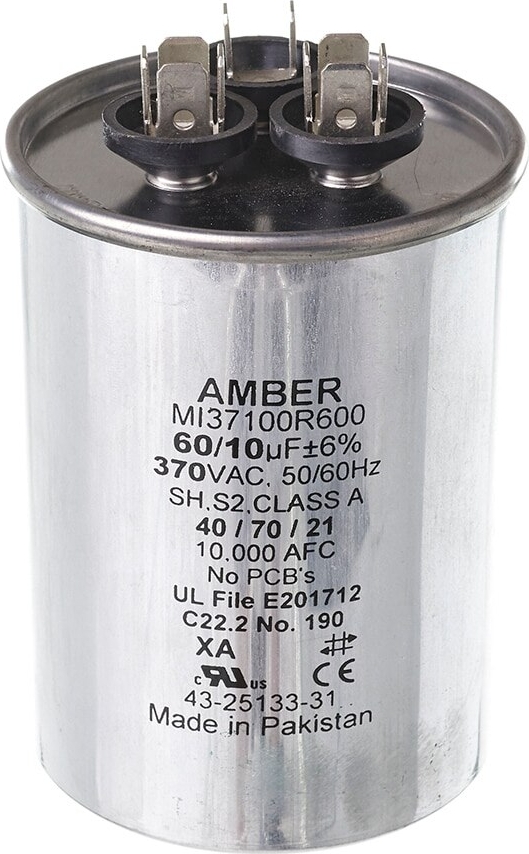 AMBER
MI37100R600
60/10µF±6%
370VAC, 50/60Hz
SH,S2,CLASS A
40 / 70 / 21
10,000 AFC
No PCB's
UL File E201712
C22.2 No. 190
XA
c RU us CE
43-25133-31
Made in Pakistan